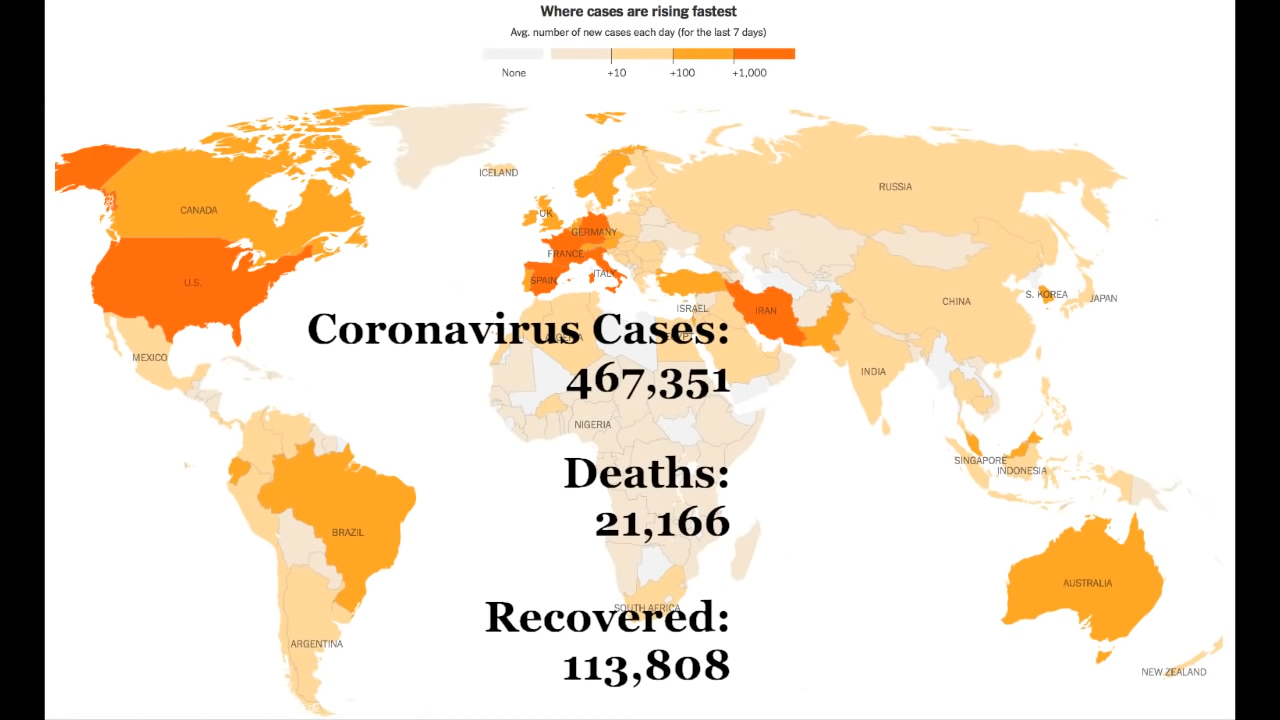 Where cases are rising fastest
Avg. number of new cases each day (for the last 7 days)
None
+10
+100
+1,000
ICELAND
RUSSIA
CANADA
UK
GERMANY
FRANCE
ITALY
SPAIN
U.S.
ISRAEL
IRAN
CHINA
S. KOREA
JAPAN
Coronavirus Cases:
ALGERIA
EGYPT
MEXICO
INDIA
467,351
NIGERIA
SINGAPORE
INDONESIA
Deaths:
21,166
BRAZIL
AUSTRALIA
SOUTH AFRICA
Recovered:
ARGENTINA
113,808
NEW ZEALAND